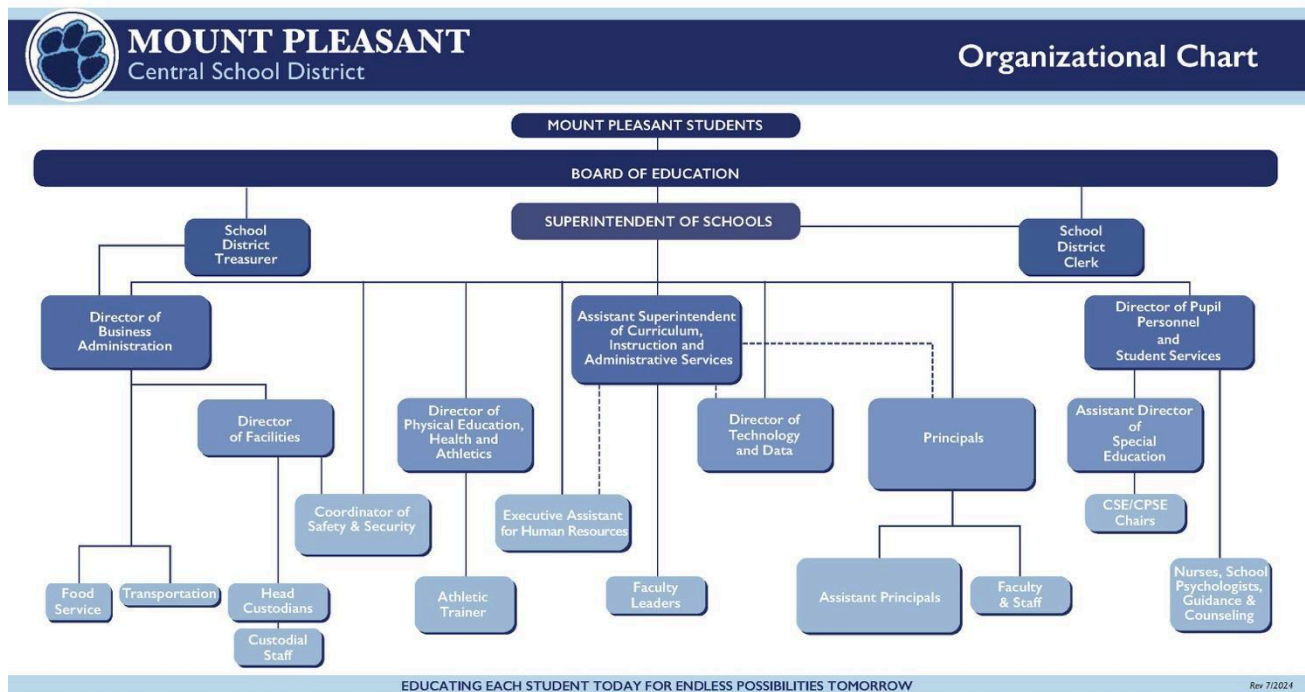 MOUNT PLEASANT
Central School District
Organizational Chart
MOUNT PLEASANT STUDENTS
BOARD OF EDUCATION
SUPERINTENDENT OF SCHOOLS
School
District
Treasurer
School
District
Clerk
Director of
Business
Administration
Assistant Superintendent
of Curriculum,
Instruction and
Administrative Services
Director of Pupil
Personnel
and
Student Services
Director
of Facilities
Director of
Physical Education,
Health and
Athletics
Director of
Technology
and Data
Principals
Assistant Director
of
Special
Education
Coordinator of
Safety & Security
Executive Assistant
for Human Resources
CSE/CPSE
Chairs
Food
Service
Transportation
Head
Custodians
Custodial
Staff
Athletic
Trainer
Faculty
Leaders
Assistant Principals
Faculty
& Staff
Nurses, School
Psychologists,
Guidance &
Counseling
EDUCATING EACH STUDENT TODAY FOR ENDLESS POSSIBILITIES TOMORROW
Rev 7/2024